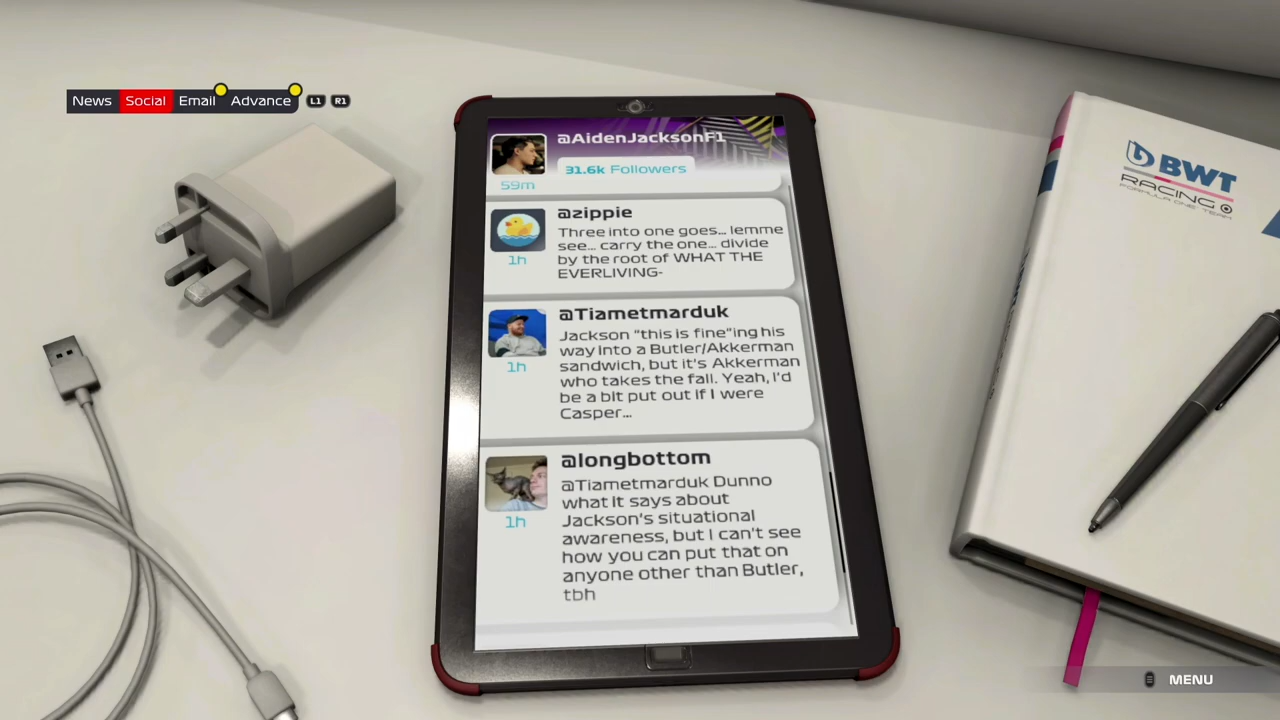 News Social Email Advance L1 R1
@AidenJacksonF1
31.6k Followers
59m
@zippie
Three into one goes... lemme
see... carry the one... divide
by the root of WHAT THE
EVERLIVING-
1h
@Tiametmarduk
Jackson "this is fine"ing his
way into a Butler/Akkerman
sandwich, but it's Akkerman
who takes the fall. Yeah, I'd
be a bit put out if I were
Casper...
1h
@longbottom
@Tiametmarduk Dunno
what it says about
Jackson's situational
awareness, but I can't see
how you can put that on
anyone other than Butler,
tbh
1h
BWT
RACING
FORMULA ONE TEAM
MENU